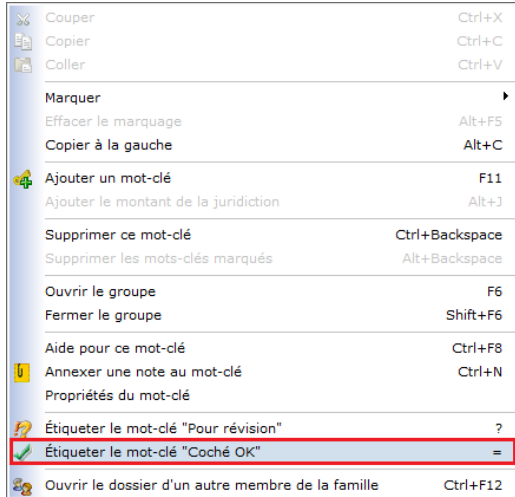 Couper Ctrl+X
Copier Ctrl+C
Coller Ctrl+V
Marquer
Effacer le marquage Alt+F5
Copier à la gauche Alt+C
Ajouter un mot-clé F11
Ajouter le montant de la juridiction Alt+J
Supprimer ce mot-clé Ctrl+Backspace
Supprimer les mots-clés marqués Alt+Backspace
Ouvrir le groupe F6
Fermer le groupe Shift+F6
Aide pour ce mot-clé Ctrl+F8
Annexer une note au mot-clé Ctrl+N
Propriétés du mot-clé
Étiqueter le mot-clé "Pour révision" ?
Étiqueter le mot-clé "Coché OK" =
Ouvrir le dossier d'un autre membre de la famille Ctrl+F12